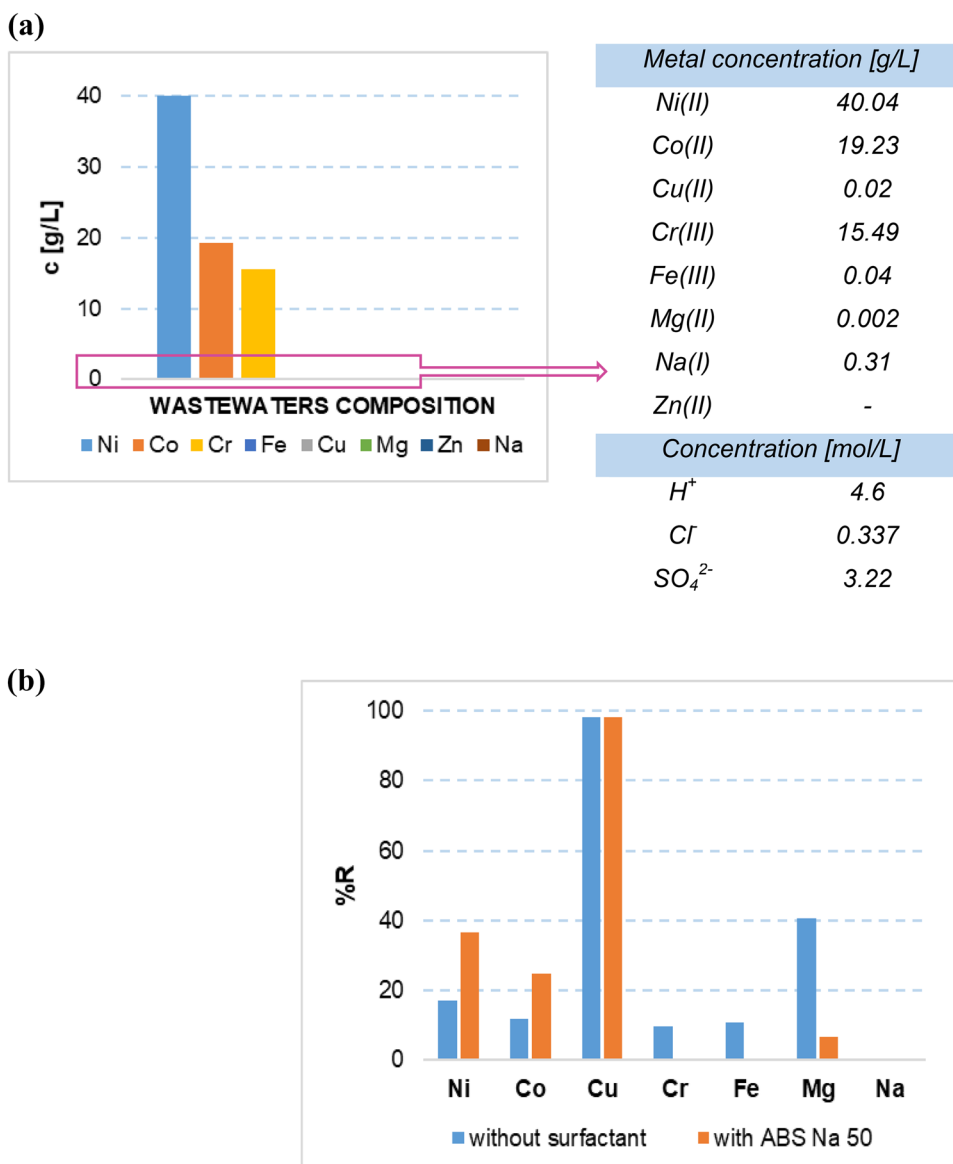 (a)
Metal concentration [g/L]
Ni(II) 40.04
Co(II) 19.23
Cu(II) 0.02
Cr(III) 15.49
Fe(III) 0.04
Mg(II) 0.002
Na(I) 0.31
Zn(II) -
Concentration [mol/L]
H⁺ 4.6
Cl⁻ 0.337
SO₄²⁻ 3.22
c [g/L]
40
30
20
10
0
WASTEWATERS COMPOSITION
Ni Co Cr Fe Cu Mg Zn Na
(b)
%R
100
80
60
40
20
0
Ni Co Cu Cr Fe Mg Na
without surfactant with ABS Na 50